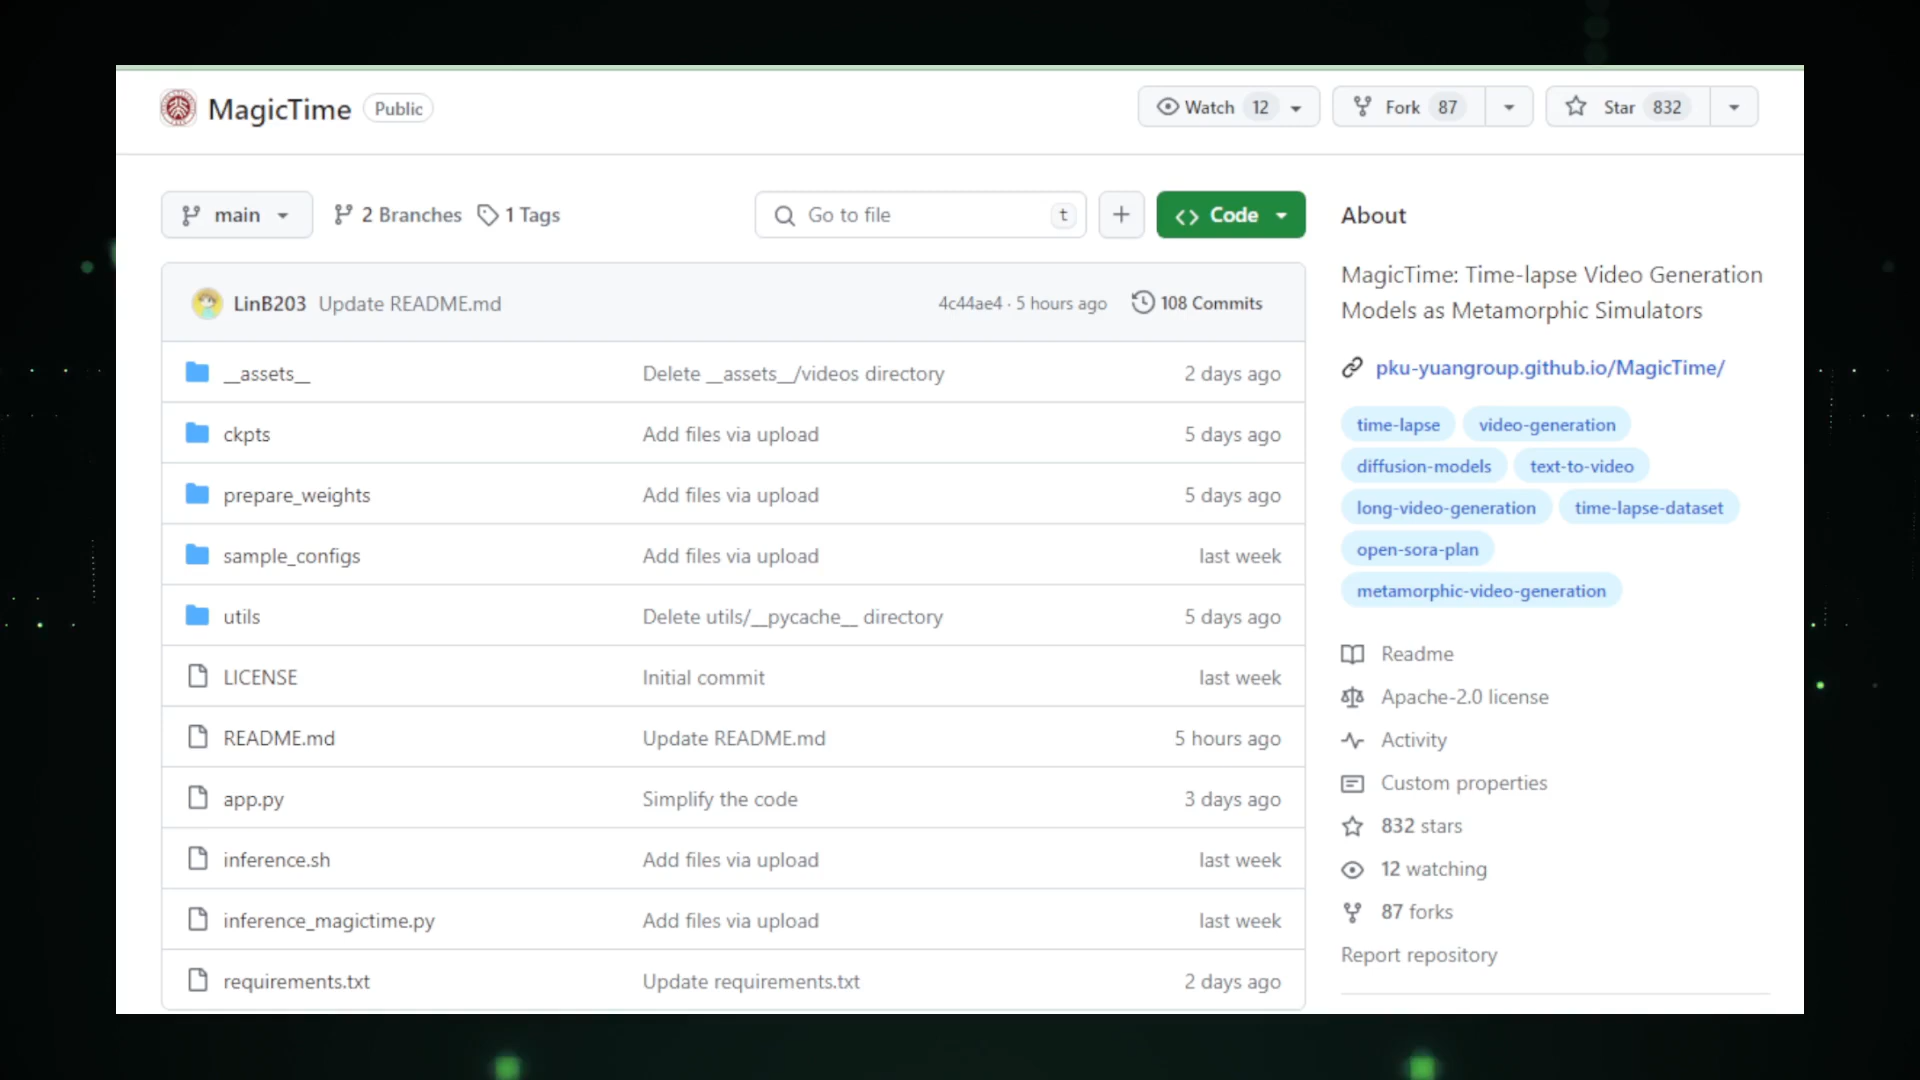 MagicTime Public Watch 12 Fork 87 Star 832
main 2 Branches 1 Tags Go to file t + <> Code
LinB203 Update README.md 4c44ae4 · 5 hours ago 108 Commits
__assets__ Delete __assets__/videos directory 2 days ago
ckpts Add files via upload 5 days ago
prepare_weights Add files via upload 5 days ago
sample_configs Add files via upload last week
utils Delete utils/__pycache__ directory 5 days ago
LICENSE Initial commit last week
README.md Update README.md 5 hours ago
app.py Simplify the code 3 days ago
inference.sh Add files via upload last week
inference_magictime.py Add files via upload last week
requirements.txt Update requirements.txt 2 days ago
About
MagicTime: Time-lapse Video Generation
Models as Metamorphic Simulators
pku-yuangroup.github.io/MagicTime/
time-lapse video-generation
diffusion-models text-to-video
long-video-generation time-lapse-dataset
open-sora-plan
metamorphic-video-generation
Readme
Apache-2.0 license
Activity
Custom properties
832 stars
12 watching
87 forks
Report repository